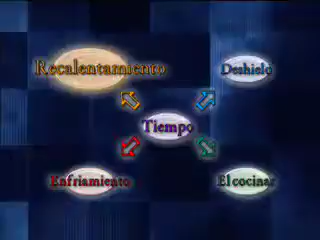 Recalentamiento
Deshielo
Tiempo
Enfriamiento
El cocinar